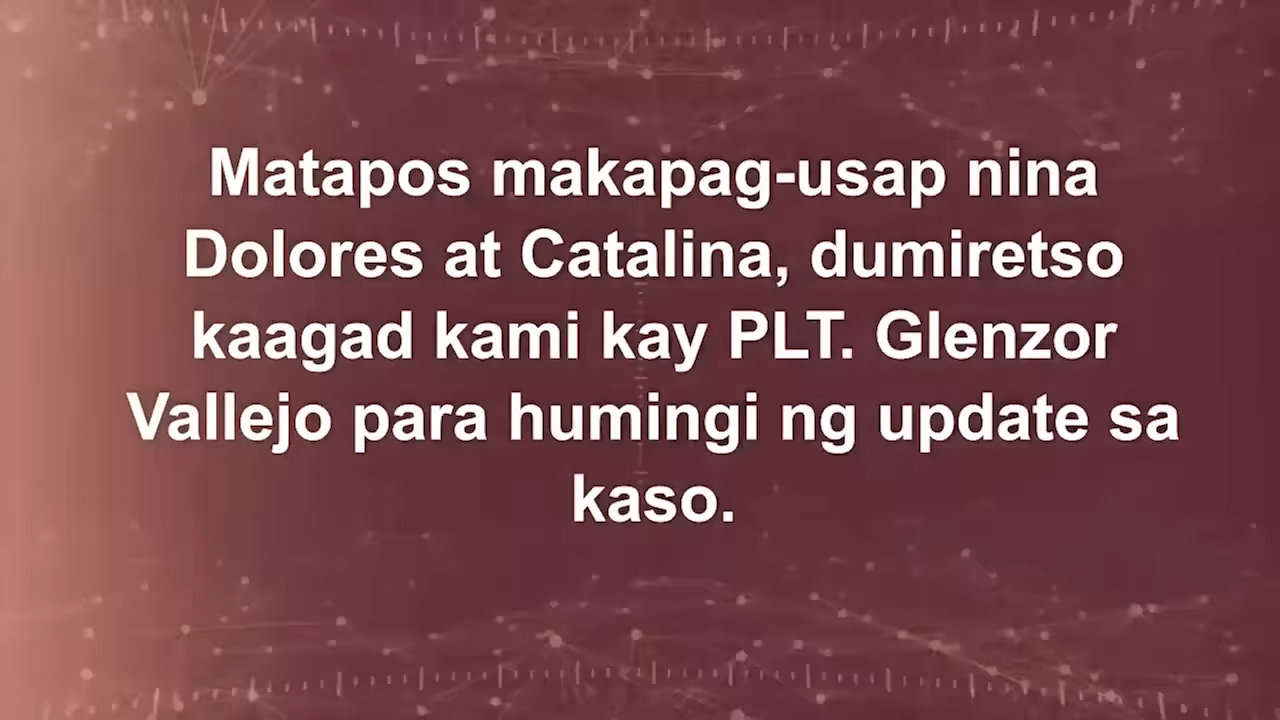 Matapos makapag-usap nina
Dolores at Catalina, dumiretso
kaagad kami kay PLT. Glenzor
Vallejo para humingi ng update sa
kaso.